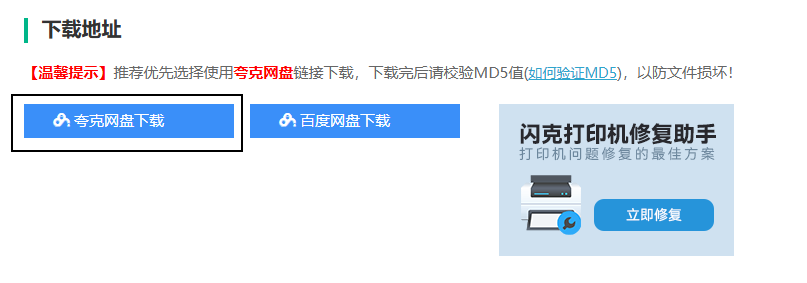 下载地址
【温馨提示】推荐优先选择使用夸克网盘链接下载，下载完后请校验MD5值(如何验证MD5)，以防文件损坏！
夸克网盘下载
百度网盘下载
闪克打印机修复助手
打印机问题修复的最佳方案
立即修复